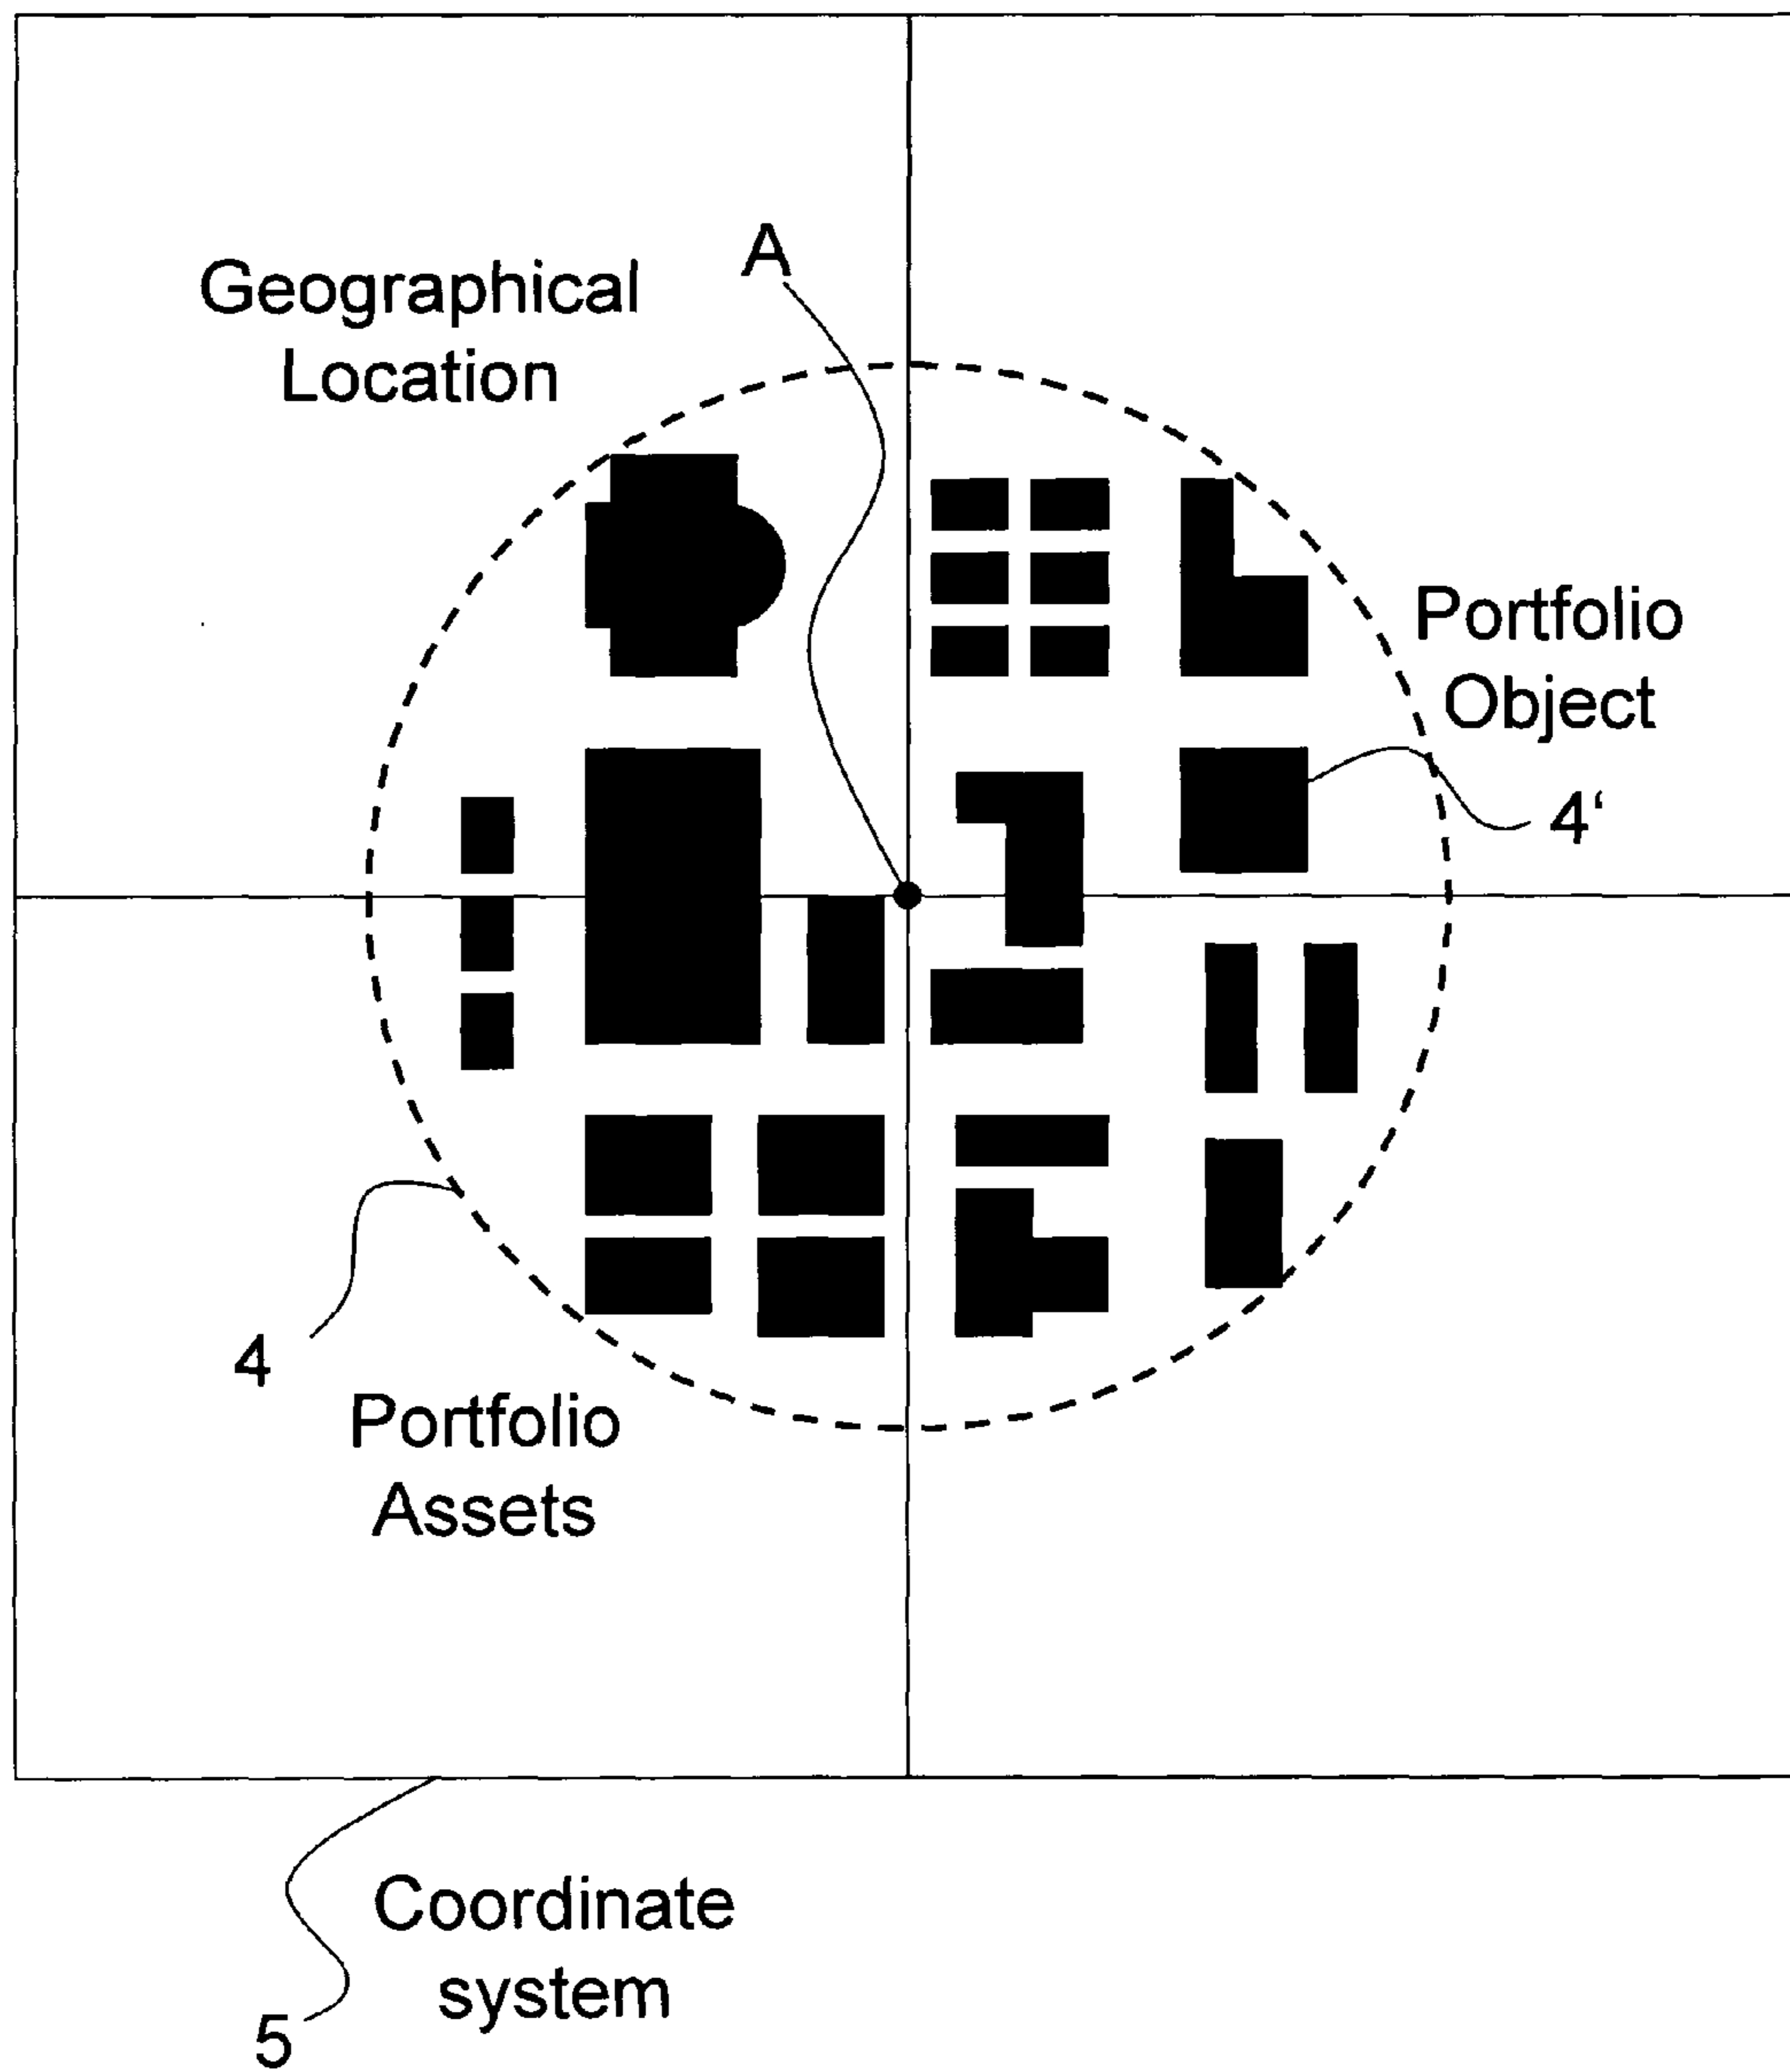 A
Geographical
Location
Portfolio
Object
4‘
4
Portfolio
Assets
Coordinate
system
5